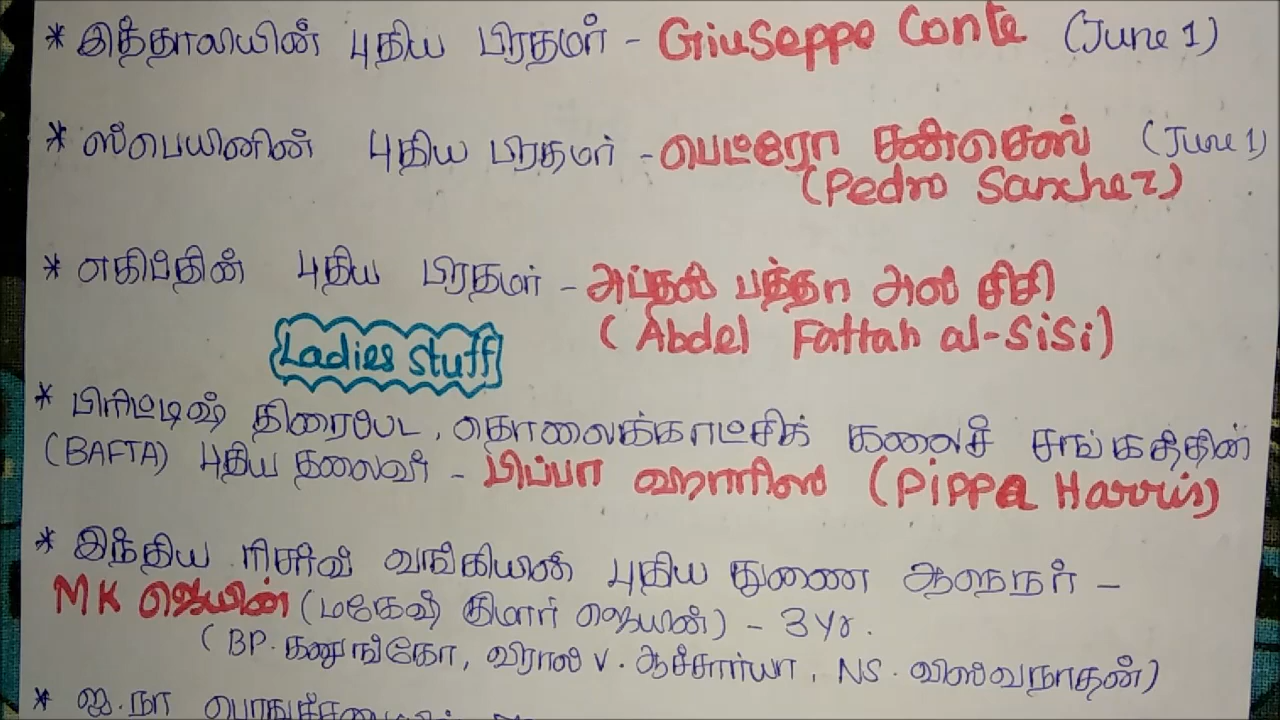 * இத்தாலியின் புதிய பிரதமர் - Giuseppe Conte (June 1)
* ஸ்பெயினின் புதிய பிரதமர் - பெட்ரோ சான்செஸ் (June 1)
(Pedro Sanchez)
* எகிப்தின் புதிய பிரதமர் - அப்தல் பத்தா அல் சிசி
(Abdel Fattah al-Sisi)
Ladies Stuff
* பிரிட்டிஷ் திரைப்பட, தொலைக்காட்சிக் கலைச் சங்கத்தின்
(BAFTA) புதிய தலைவர் - பிப்பா ஹாரிஸ் (Pippa Harris)
* இந்திய ரிசர்வ் வங்கியின் புதிய துணை ஆளுநர் -
MK ஜெயின் (மகேஷ் குமார் ஜெயின்) - 3 Yr.
(BP. கனுங்கோ, விரால் V. ஆச்சார்யா, NS. விஸ்வநாதன்)
* ஐ.நா